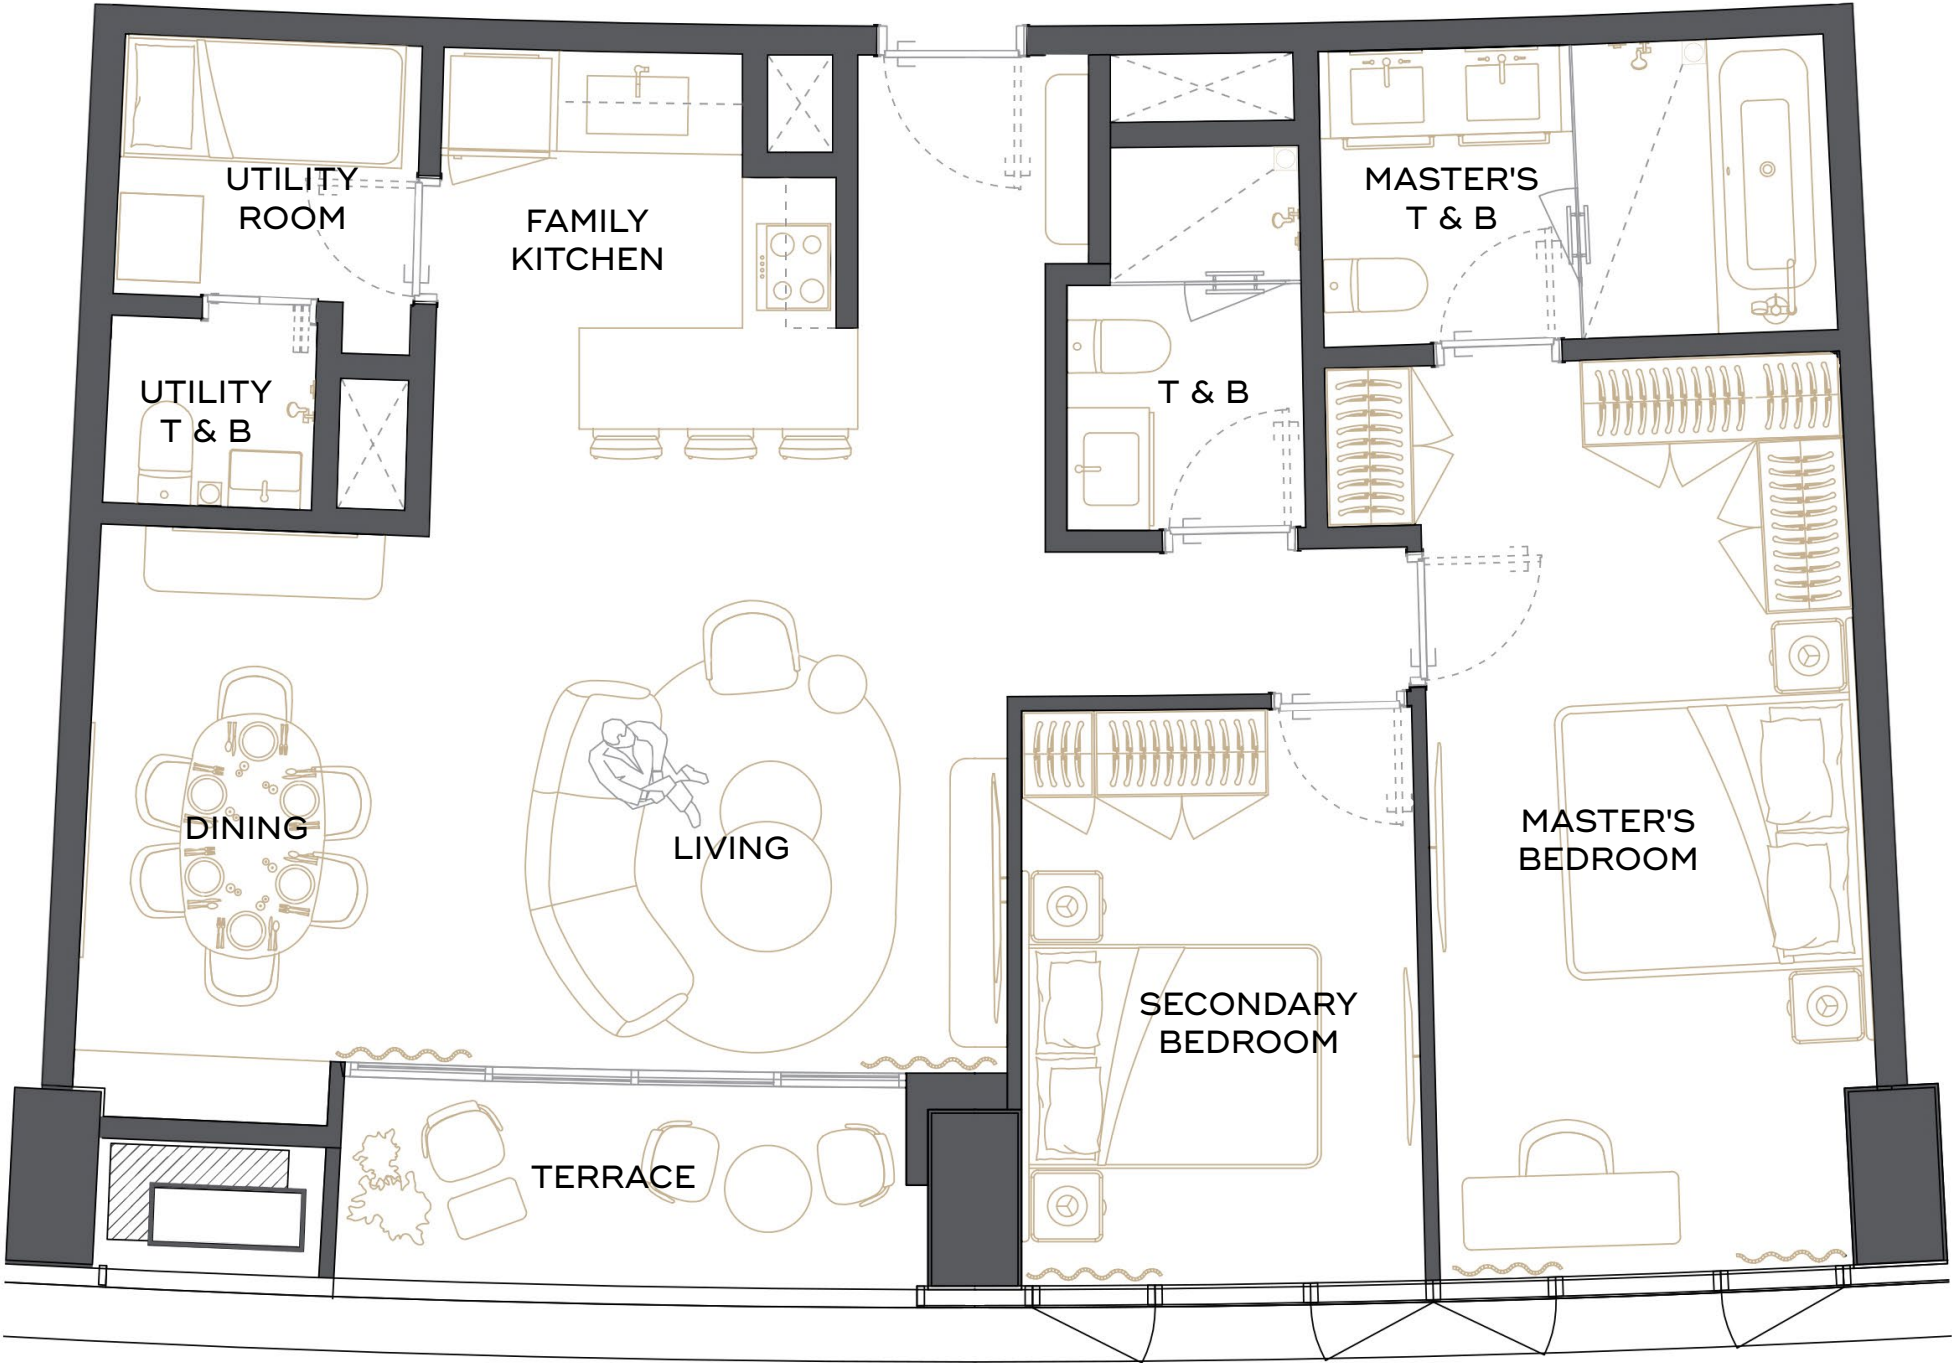 UTILITY
ROOM
FAMILY
KITCHEN
MASTER'S
T & B
UTILITY
T & B
T & B
DINING
LIVING
MASTER'S
BEDROOM
SECONDARY
BEDROOM
TERRACE